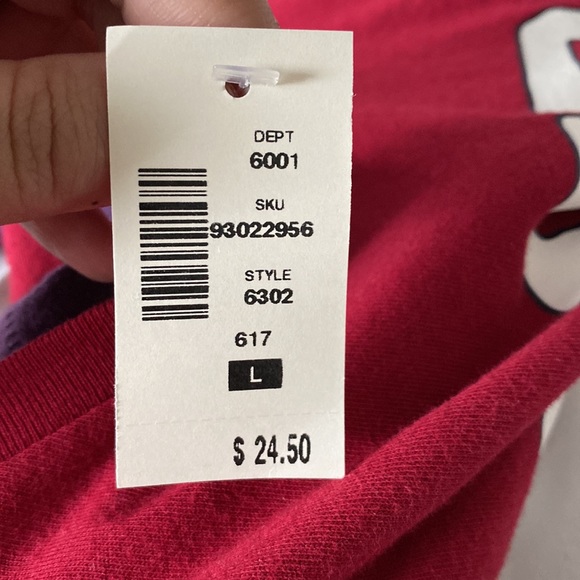 DEPT
6001
SKU
93022956
STYLE
6302
617
L
$ 24.50